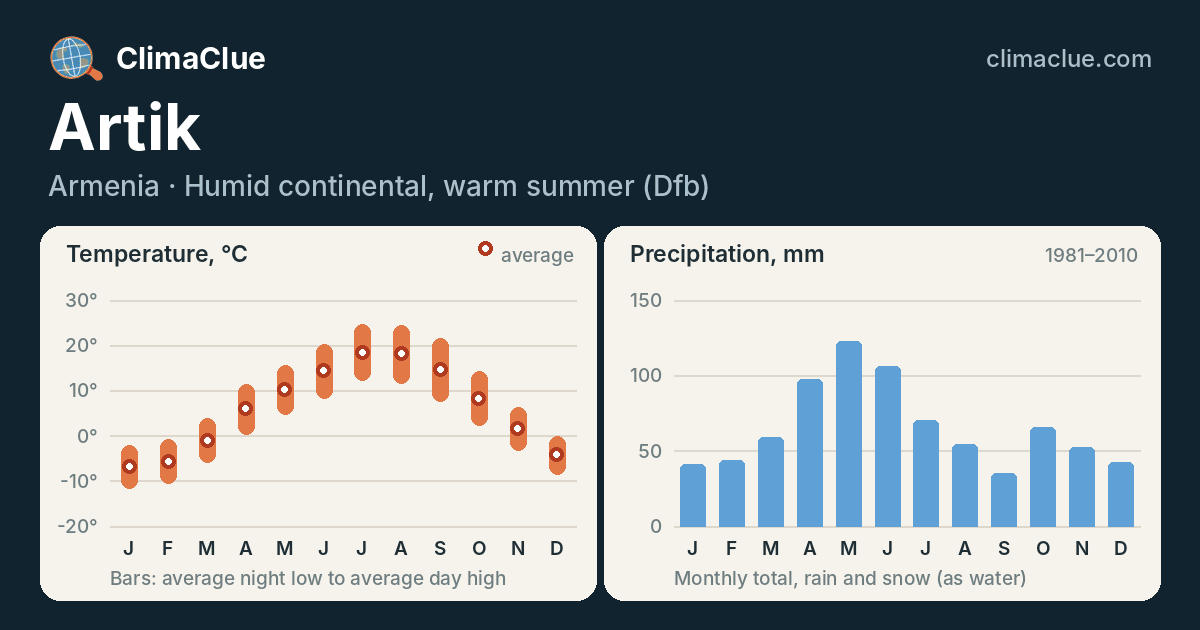 ClimaClue
climaclue.com
Artik
Armenia · Humid continental, warm summer (Dfb)
Temperature, °C
average
30°
20°
10°
0°
-10°
-20°
J F M A M J J A S O N D
Bars: average night low to average day high
Precipitation, mm
1981–2010
150
100
50
0
J F M A M J J A S O N D
Monthly total, rain and snow (as water)